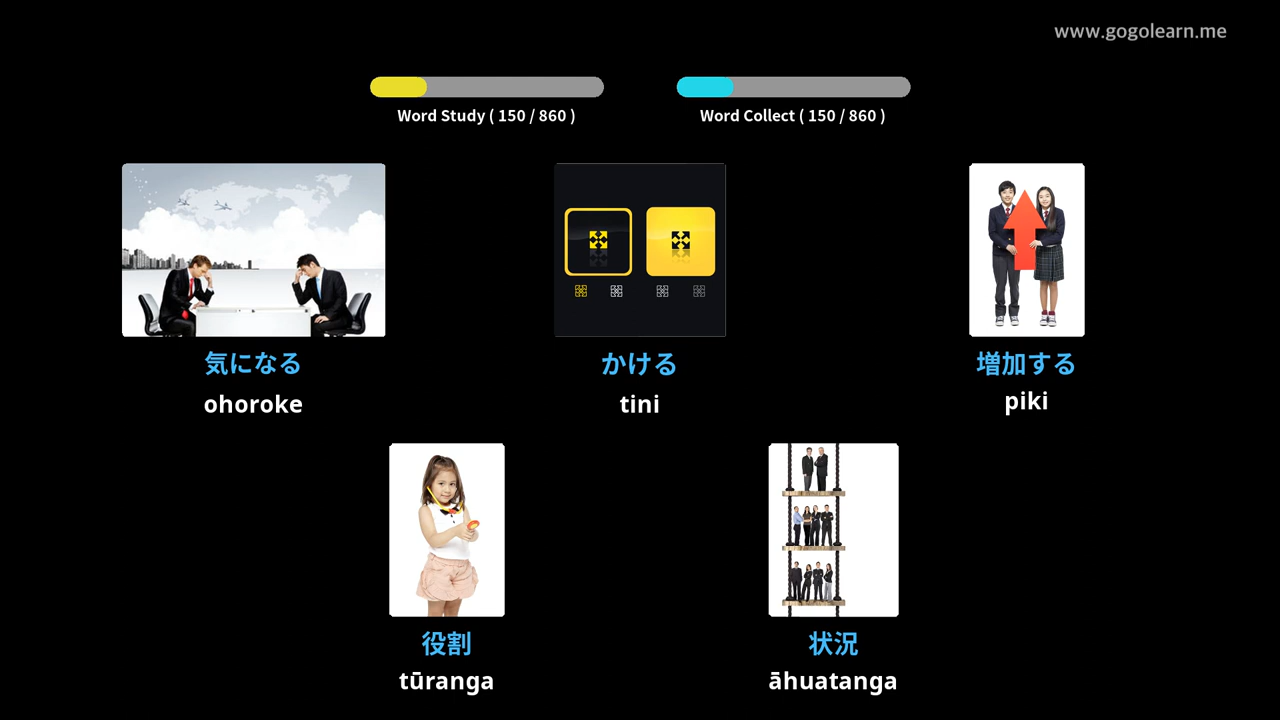 www.gogolearn.me
Word Study ( 150 / 860 )
Word Collect ( 150 / 860 )
気になる
ohoroke
かける
tini
増加する
piki
役割
tūranga
状況
āhuatanga